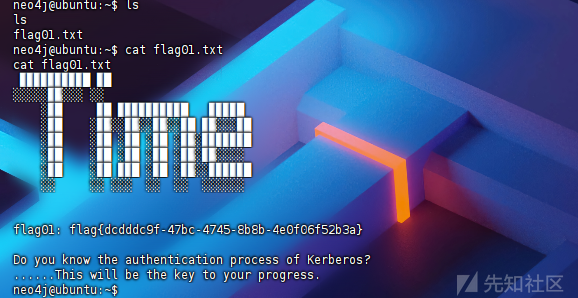 neo4j@ubuntu:~$ ls
ls
flag01.txt
neo4j@ubuntu:~$ cat flag01.txt
cat flag01.txt
Time
flag01: flag{dcdddc9f-47bc-4745-8b8b-4e0f06f52b3a}
Do you know the authentication process of Kerberos?
......This will be the key to your progress.
neo4j@ubuntu:~$
先知社区